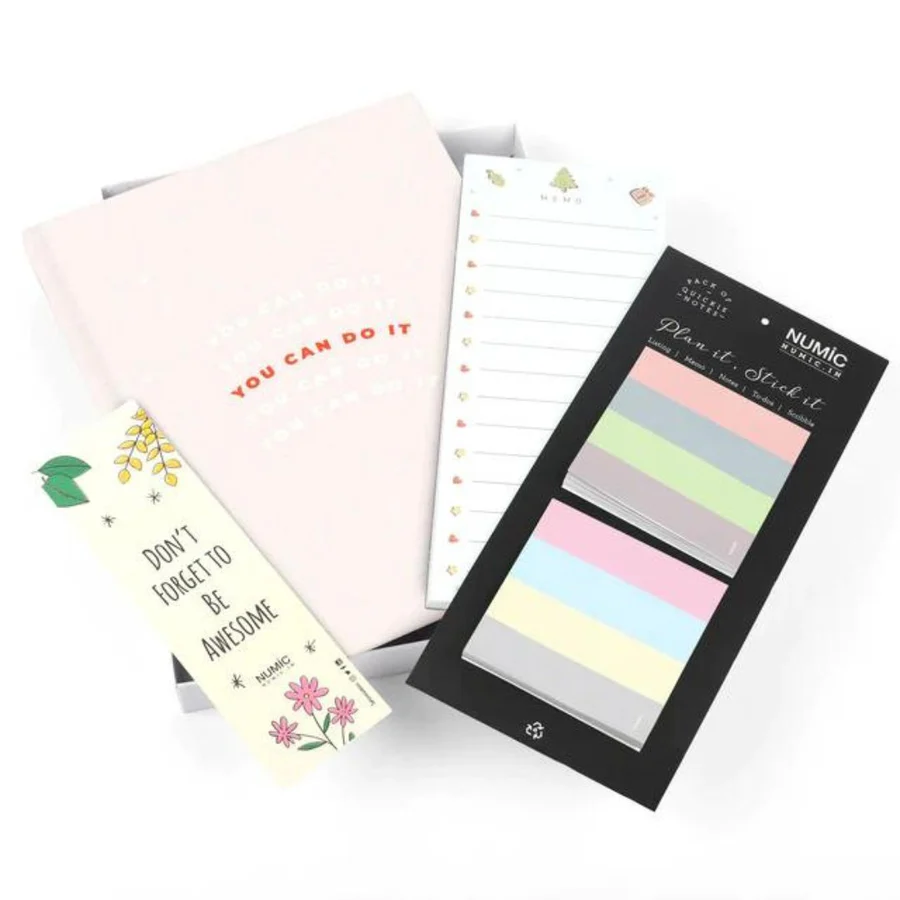 YOU CAN DO IT
YOU CAN DO IT
YOU CAN DO IT
YOU CAN DO IT
YOU CAN DO IT
MEMO
PACK OF
QUICKIE
-NOTES-
NUMIC
NUMIC.IN
Plan it, Stick it
Listing | Memo | Notes | To-dos | Scribble
DON'T
FORGET TO
BE
AWESOME
NUMIC
NUMIC.IN